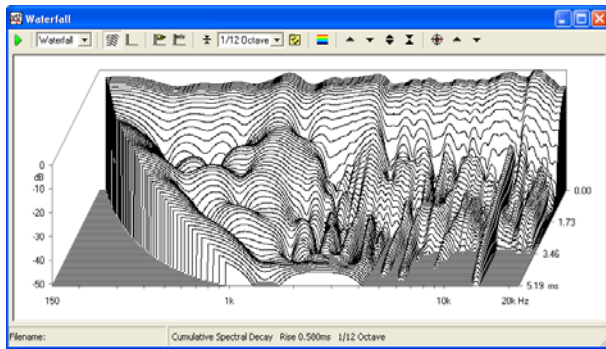 Waterfall
Waterfall 1/12 Octave
0
dB
-10
-20
-30
-40
-50
0.00
1.73
3.46
5.19 ms
150 1k 10k 20k Hz
Filename: Cumulative Spectral Decay Rise 0.580ms 1/12 Octave